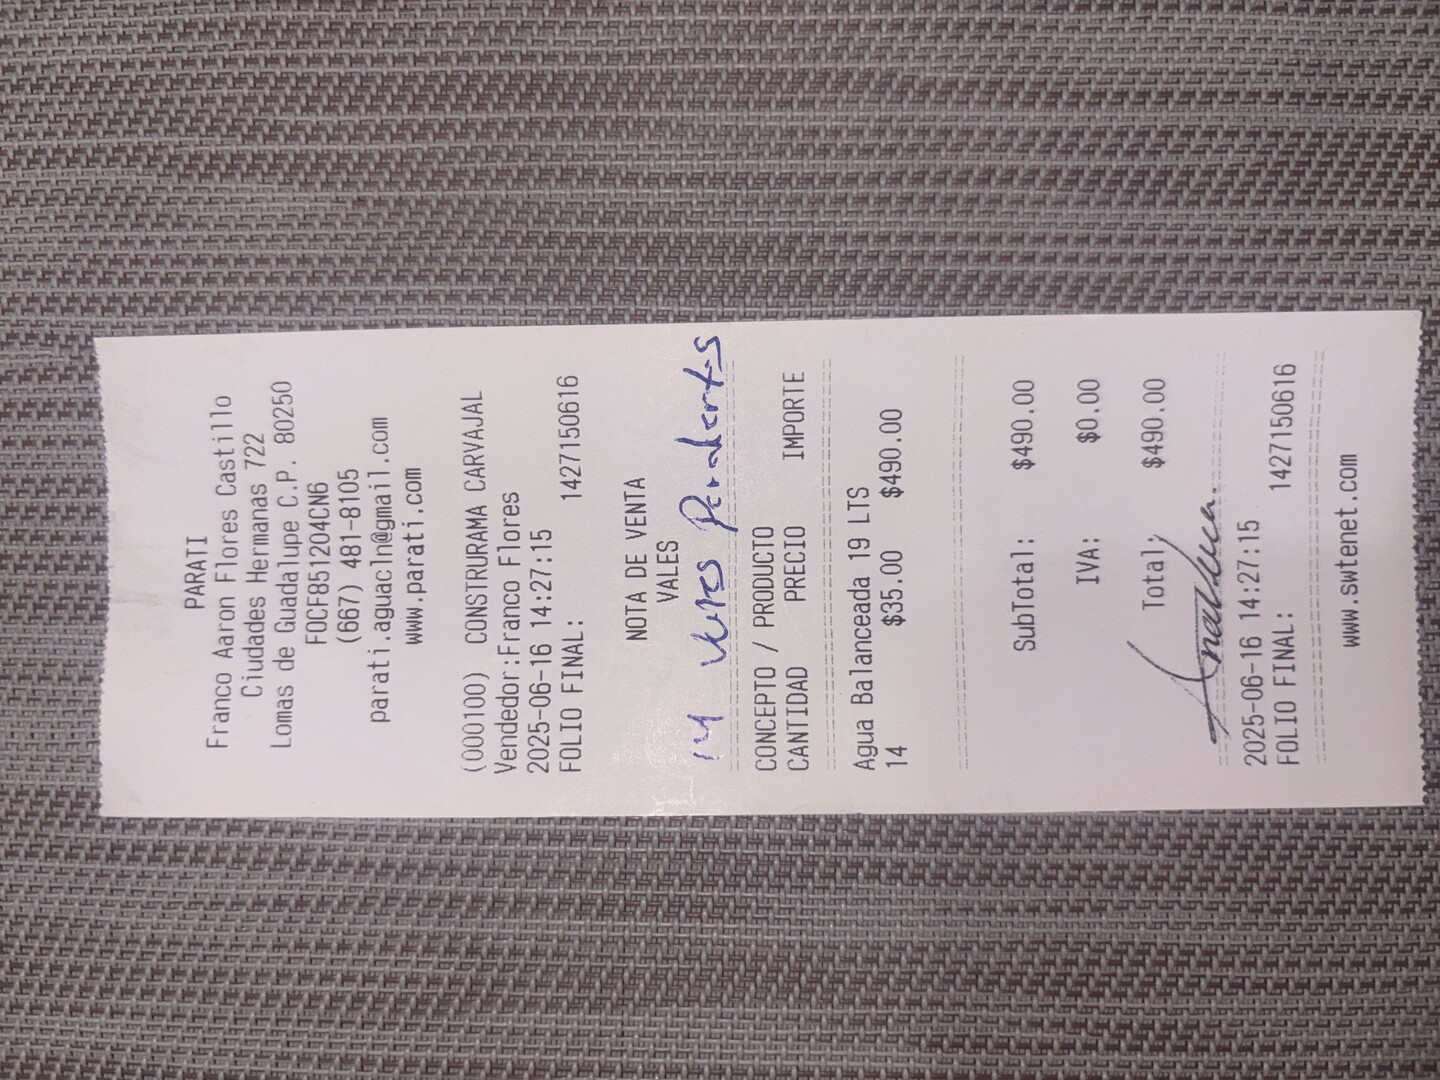 PARATI
Franco Aaron Flores Castillo
Ciudades Hermanas 722
Lomas de Guadalupe C.P. 80250
FOCF851204CN6
(667) 481-8105
parati.aguacln@gmail.com
www.parati.com
(000100) CONSTRURAMA CARVAJAL
Vendedor:Franco Flores
2025-06-16 14:27:15
FOLIO FINAL: 1427150616
NOTA DE VENTA
VALES
14 vales
CONCEPTO / PRODUCTO
CANTIDAD PRECIO IMPORTE
Agua Balanceada 19 LTS
14 $35.00 $490.00
SubTotal: $490.00
IVA: $0.00
Total: $490.00
2025-06-16 14:27:15
FOLIO FINAL: 1427150616
www.swtenet.com